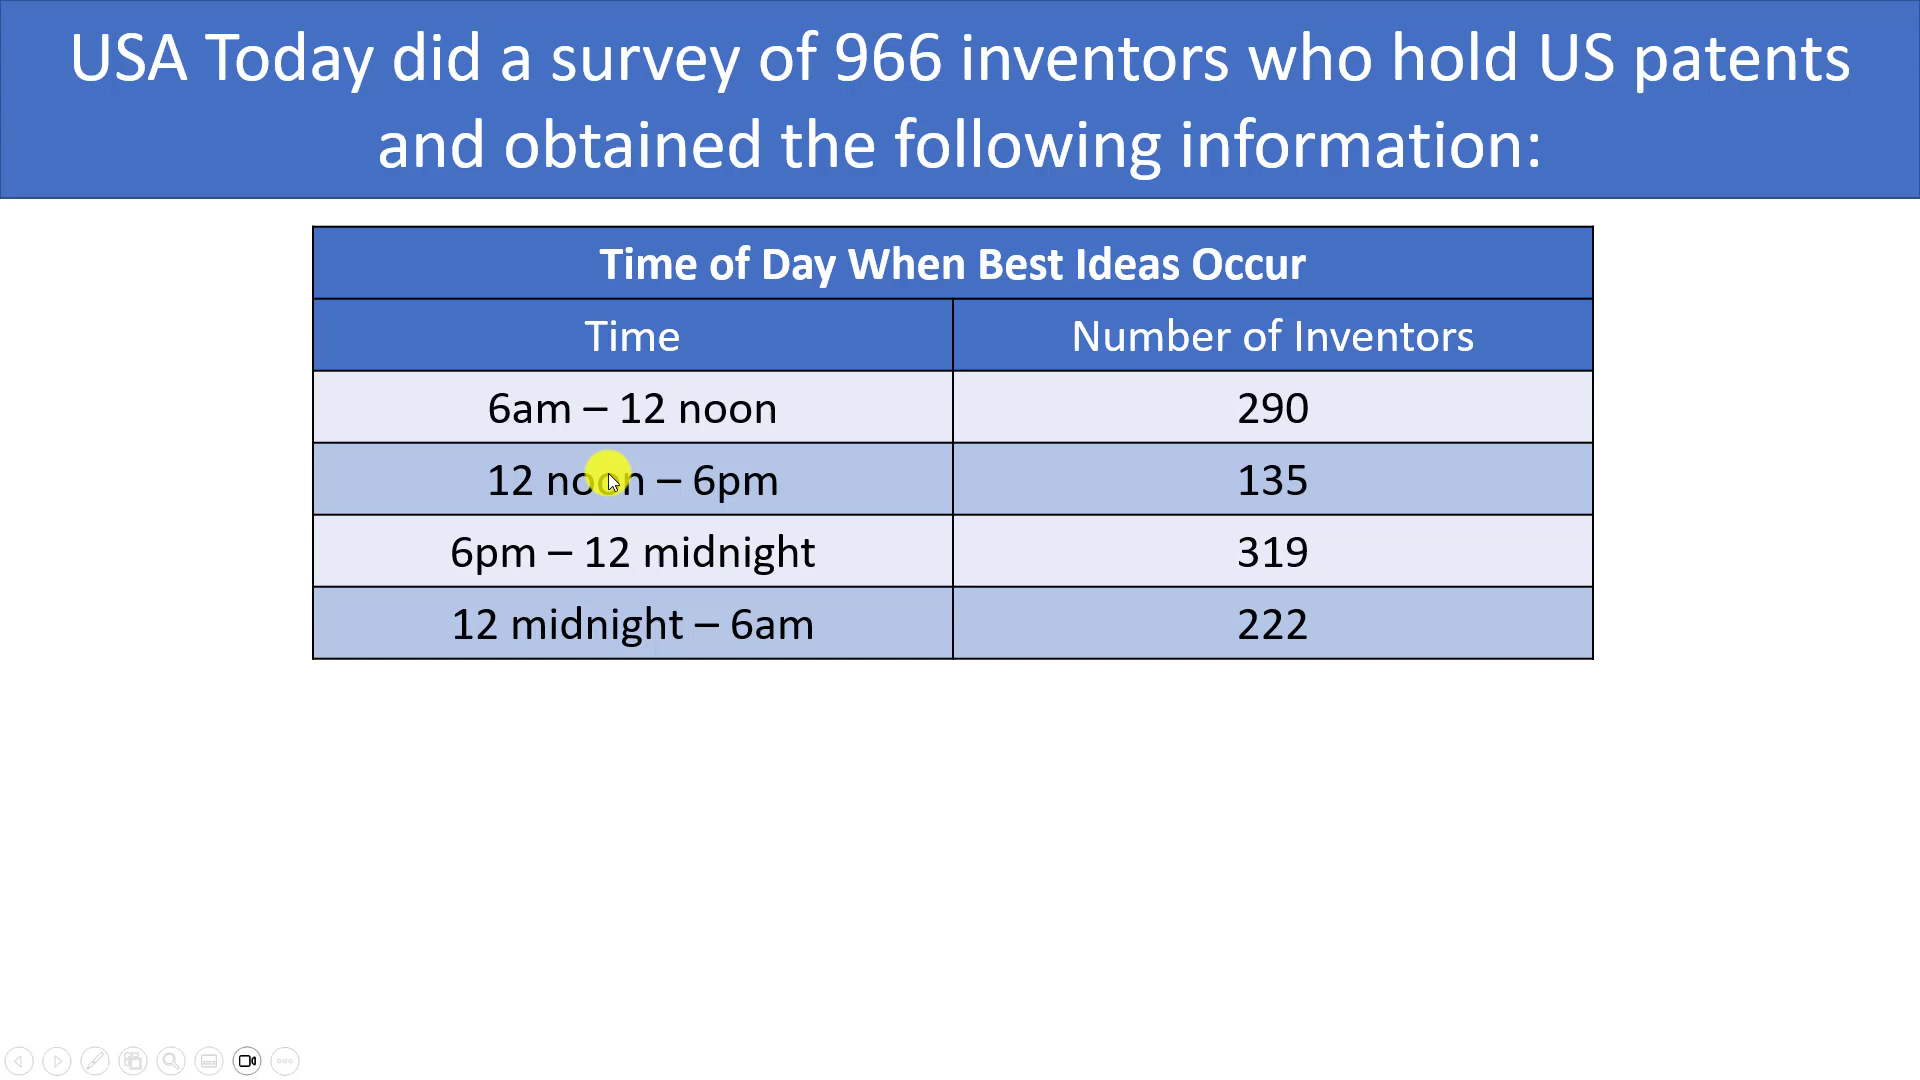 USA Today did a survey of 966 inventors who hold US patents
and obtained the following information:
Time of Day When Best Ideas Occur
Time Number of Inventors
6am – 12 noon 290
12 noon – 6pm 135
6pm – 12 midnight 319
12 midnight – 6am 222